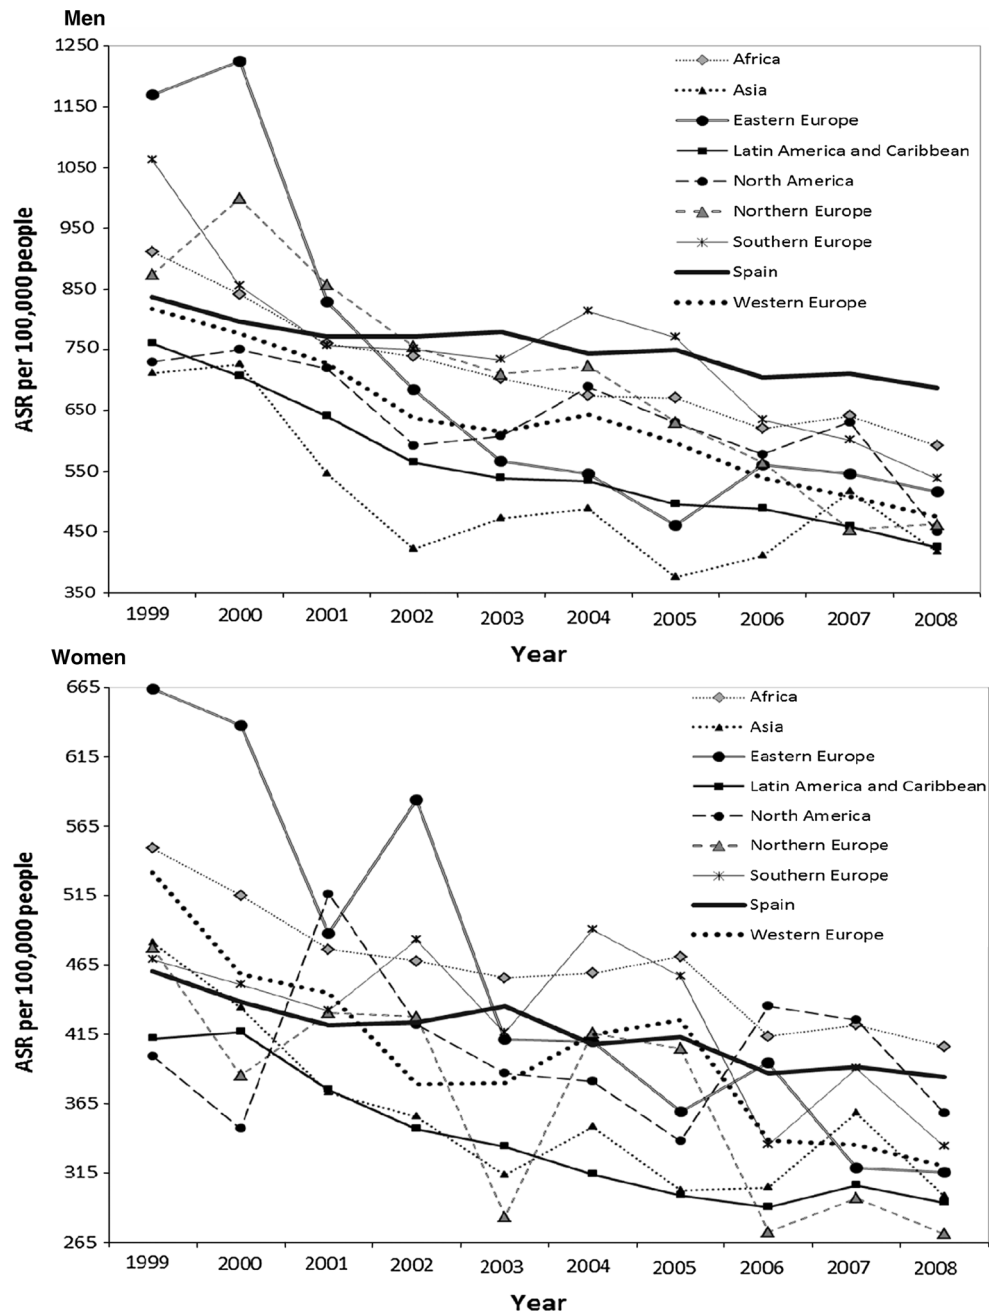 Men
ASR per 100,000 people
1250
1150
1050
950
850
750
650
550
450
350
Africa
Asia
Eastern Europe
Latin America and Caribbean
North America
Northern Europe
Southern Europe
Spain
Western Europe
1999 2000 2001 2002 2003 2004 2005 2006 2007 2008
Year
Women
ASR per 100,000 people
665
615
565
515
465
415
365
315
265
Africa
Asia
Eastern Europe
Latin America and Caribbean
North America
Northern Europe
Southern Europe
Spain
Western Europe
1999 2000 2001 2002 2003 2004 2005 2006 2007 2008
Year